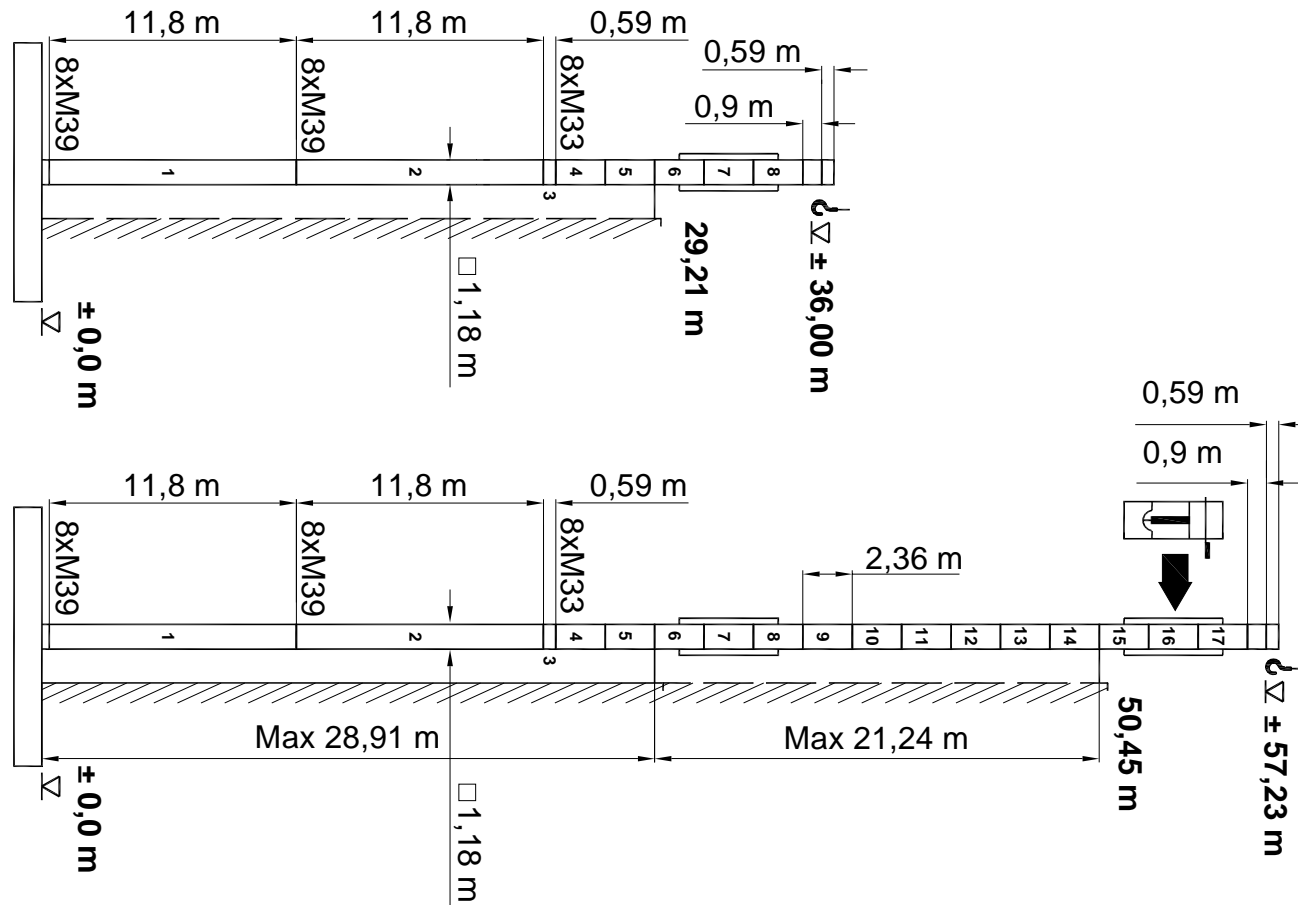 11,8 m
11,8 m
0,59 m
0,59 m
0,9 m
8xM39
8xM39
8xM33
1
2
3
4
5
6
7
8
□ 1,18 m
29,21 m
± 36,00 m
± 0,0 m
0,59 m
0,9 m
11,8 m
11,8 m
0,59 m
8xM39
8xM39
8xM33
2,36 m
1
2
3
4
5
6
7
8
9
10
11
12
13
14
15
16
17
Max 28,91 m
Max 21,24 m
50,45 m
± 57,23 m
± 0,0 m
□ 1,18 m